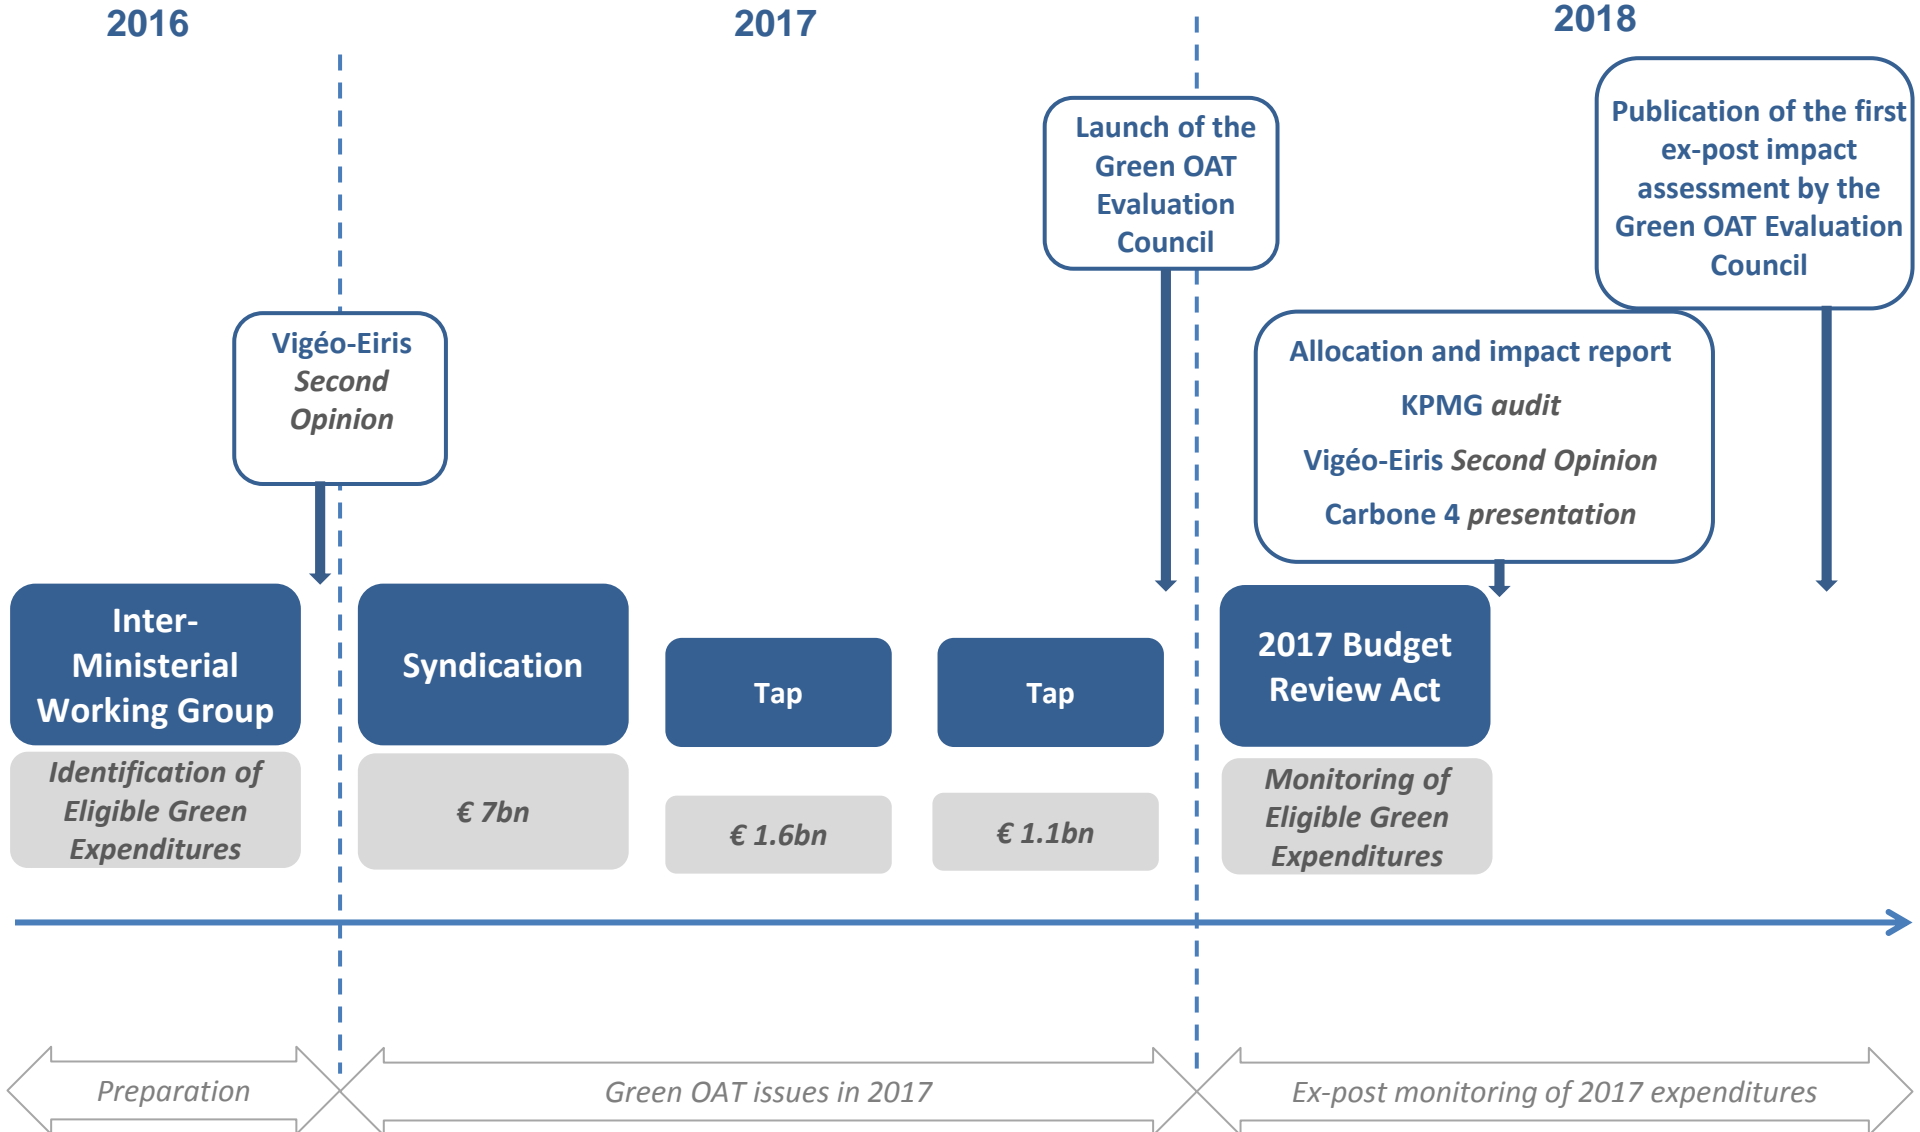 2016
2017
2018
Vigéo-Eiris
Second
Opinion
Launch of the
Green OAT
Evaluation
Council
Publication of the first
ex-post impact
assessment by the
Green OAT Evaluation
Council
Allocation and impact report
KPMG audit
Vigéo-Eiris Second Opinion
Carbone 4 presentation
Inter-
Ministerial
Working Group
Identification of
Eligible Green
Expenditures
Syndication
€ 7bn
Tap
€ 1.6bn
Tap
€ 1.1bn
2017 Budget
Review Act
Monitoring of
Eligible Green
Expenditures
Preparation
Green OAT issues in 2017
Ex-post monitoring of 2017 expenditures